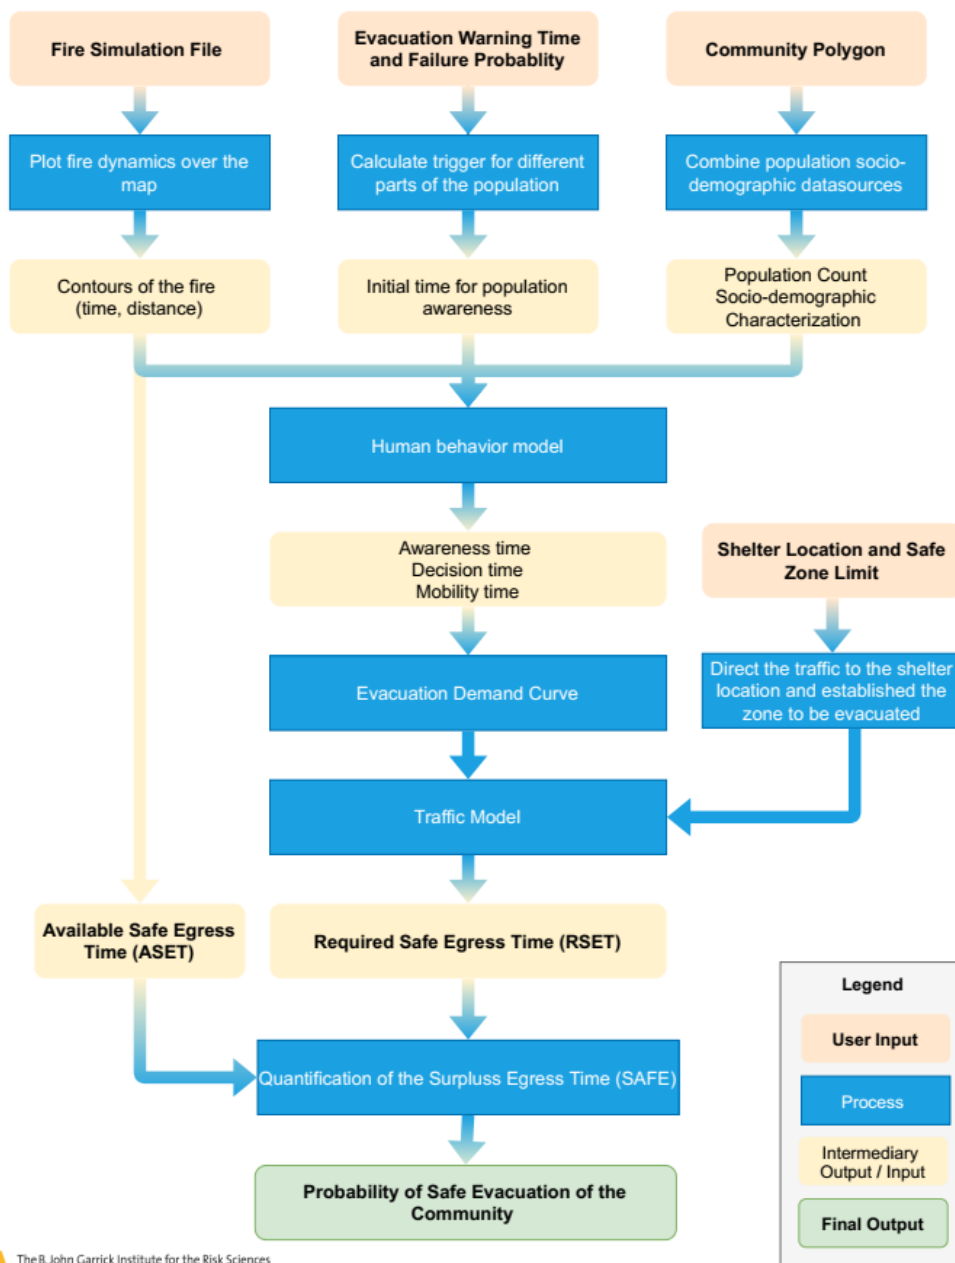 Fire Simulation File
Evacuation Warning Time
and Failure Probablity
Community Polygon
Plot fire dynamics over the
map
Calculate trigger for different
parts of the population
Combine population socio-
demographic datasources
Contours of the fire
(time, distance)
Initial time for population
awareness
Population Count
Socio-demographic
Characterization
Human behavior model
Awareness time
Decision time
Mobility time
Shelter Location and Safe
Zone Limit
Evacuation Demand Curve
Direct the traffic to the shelter
location and established the
zone to be evacuated
Traffic Model
Available Safe Egress
Time (ASET)
Required Safe Egress Time (RSET)
Quantification of the Surpluss Egress Time (SAFE)
Probability of Safe Evacuation of the
Community
Legend
User Input
Process
Intermediary
Output / Input
Final Output
The B. John Garrick Institute for the Risk Sciences